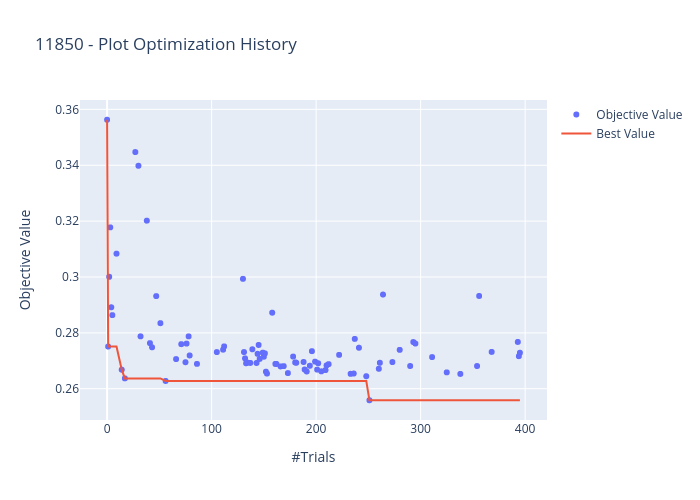 11850 - Plot Optimization History
Objective Value
Best Value
0.36
0.34
0.32
0.3
0.28
0.26
Objective Value
0
100
200
300
400
#Trials